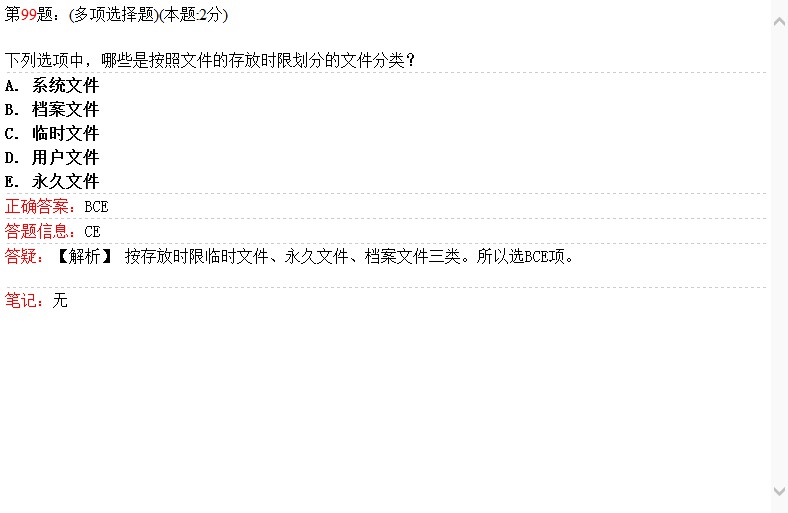 第99题：(多项选择题)(本题:2分)
下列选项中，哪些是按照文件的存放时限划分的文件分类？
A. 系统文件
B. 档案文件
C. 临时文件
D. 用户文件
E. 永久文件
正确答案：BCE
答题信息：CE
答疑：【解析】 按存放时限临时文件、永久文件、档案文件三类。所以选BCE项。
笔记：无